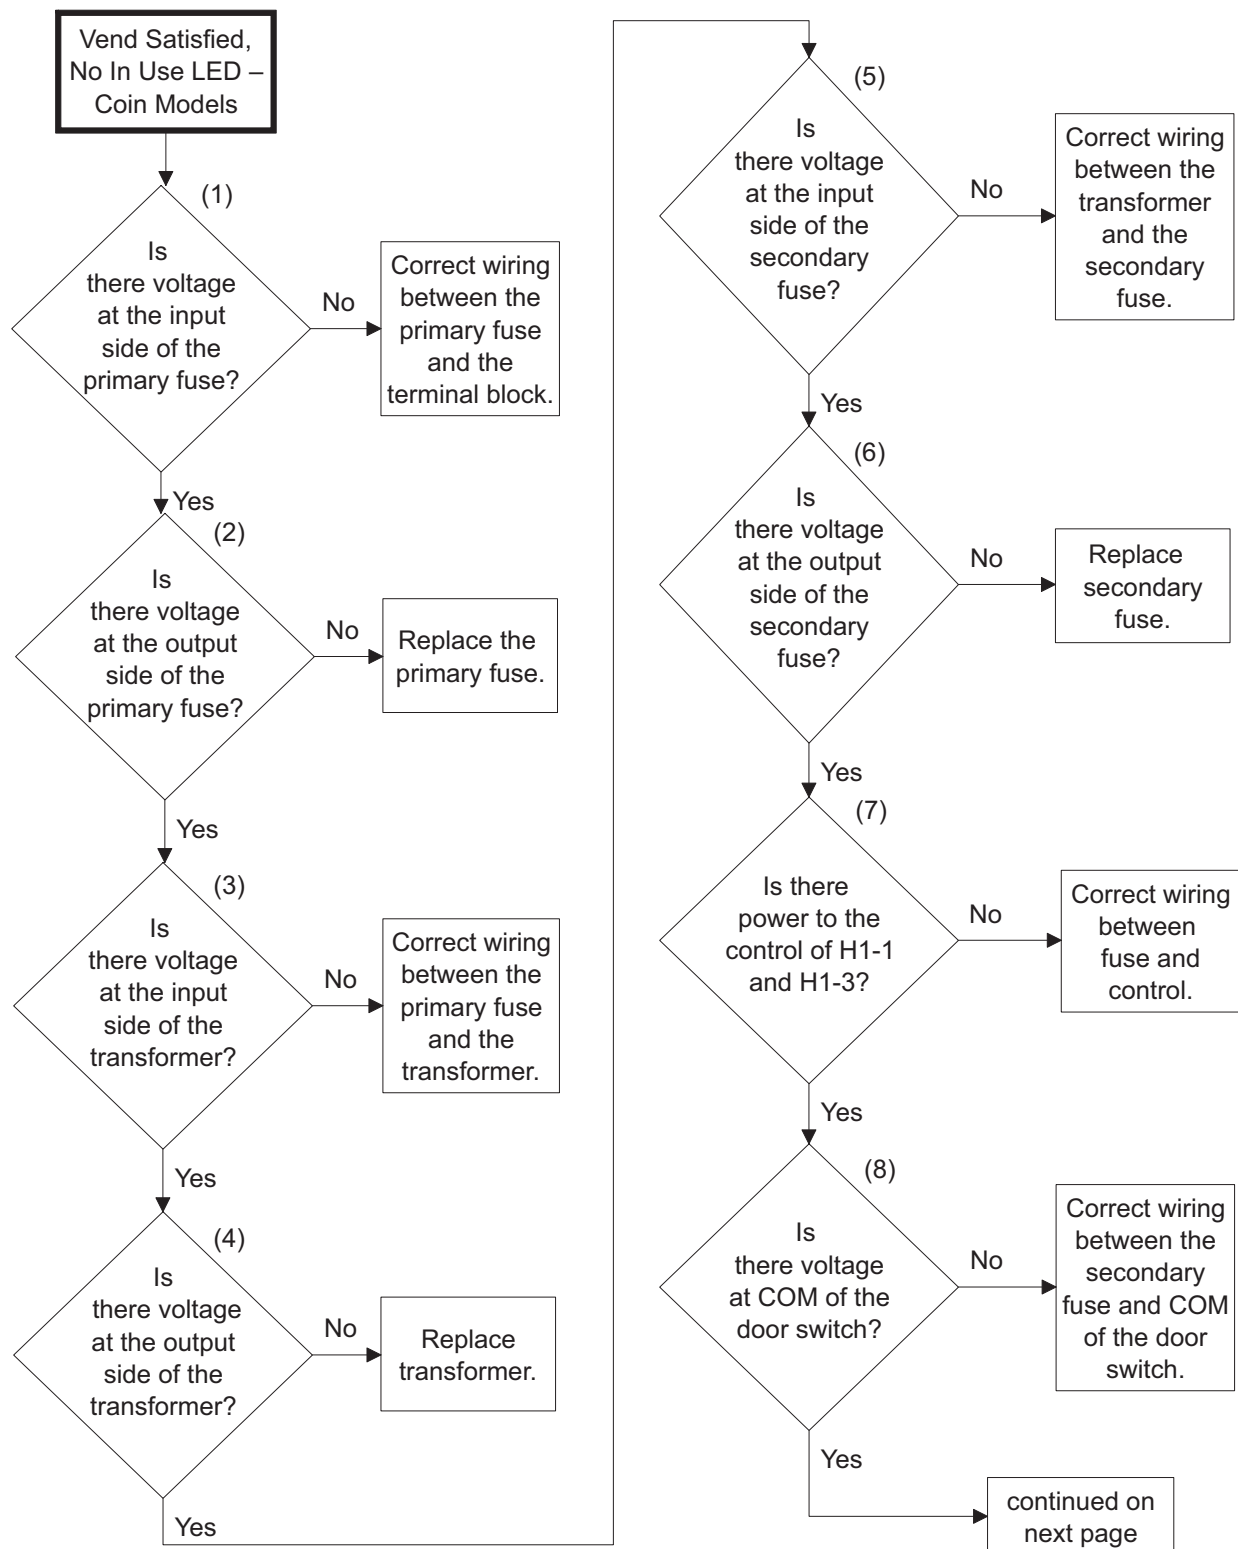 Vend Satisfied,
No In Use LED –
Coin Models
(1)
Is
there voltage
at the input
side of the
primary fuse?
No
Correct wiring
between the
primary fuse
and the
terminal block.
Yes
(2)
Is
there voltage
at the output
side of the
primary fuse?
No
Replace the
primary fuse.
Yes
(3)
Is
there voltage
at the input
side of the
transformer?
No
Correct wiring
between the
primary fuse
and the
transformer.
Yes
(4)
Is
there voltage
at the output
side of the
transformer?
No
Replace
transformer.
Yes
(5)
Is
there voltage
at the input
side of the
secondary
fuse?
No
Correct wiring
between the
transformer
and the
secondary
fuse.
Yes
(6)
Is
there voltage
at the output
side of the
secondary
fuse?
No
Replace
secondary
fuse.
Yes
(7)
Is there
power to the
control of H1-1
and H1-3?
No
Correct wiring
between
fuse and
control.
Yes
(8)
Is
there voltage
at COM of the
door switch?
No
Correct wiring
between the
secondary
fuse and COM
of the door
switch.
Yes
continued on
next page